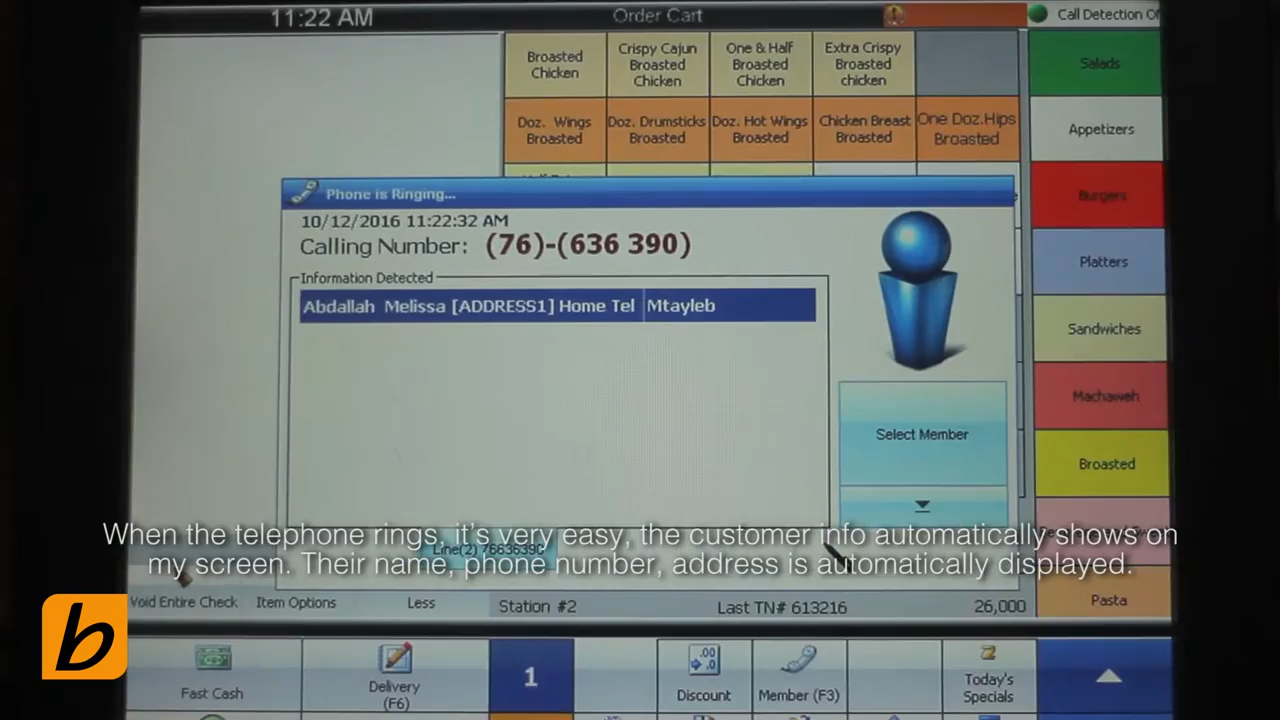 11:22 AM
Order Cart
Call Detection
Broasted Chicken
Crispy Cajun Broasted Chicken
One & Half Broasted Chicken
Extra Crispy Broasted chicken
Salads
Doz. Wings Broasted
Doz. Drumsticks Broasted
Doz. Hot Wings Broasted
Chicken Breast Broasted
One Doz.Hips Broasted
Appetizers
Phone is Ringing...
10/12/2016 11:22:32 AM
Calling Number: (76)-(636 390)
Information Detected
Abdallah Melissa [ADDRESS1] Home Tel Mtayleb
Select Member
Burgers
Platters
Sandwiches
Machaweh
Broasted
When the telephone rings, it's very easy, the customer info automatically shows on
my screen. Their name, phone number, address is automatically displayed.
Line(2) 76636390
Pasta
Void Entire Check
Item Options
Less
Station #2
Last TN# 613216
26,000
b
Fast Cash
Delivery (F6)
1
Discount
Member (F3)
Today's Specials